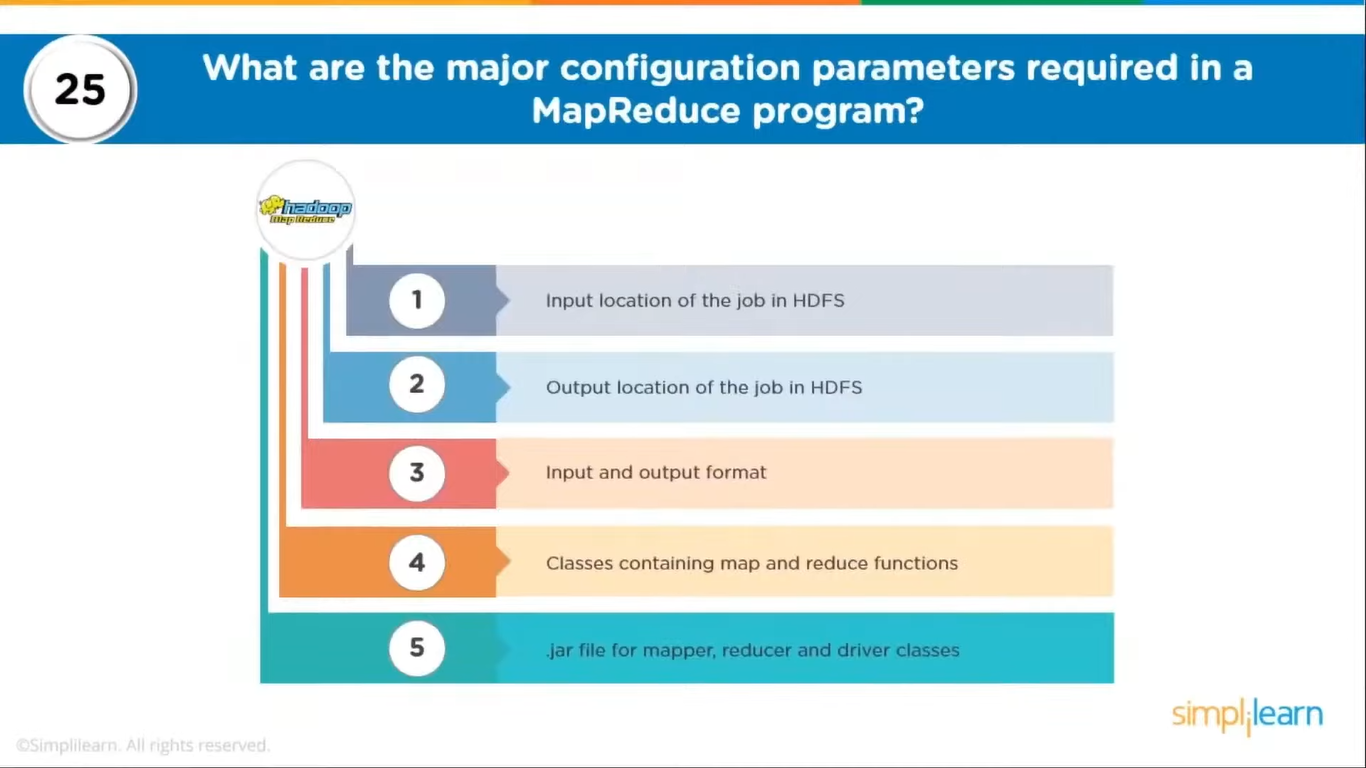 25
What are the major configuration parameters required in a
MapReduce program?
hadoop
Map Reduce
1
Input location of the job in HDFS
2
Output location of the job in HDFS
3
Input and output format
4
Classes containing map and reduce functions
5
.jar file for mapper, reducer and driver classes
simplilearn
©Simplilearn. All rights reserved.